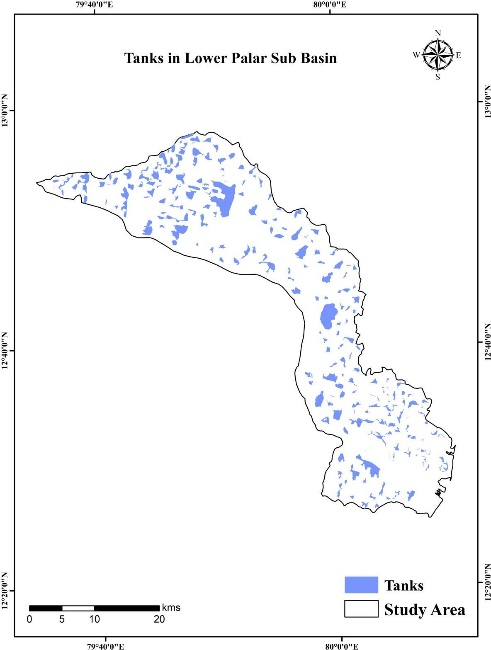 79°40'0"E 80°0'0"E
Tanks in Lower Palar Sub Basin
N
W E
S
13°0'0"N 13°0'0"N
12°40'0"N 12°40'0"N
12°20'0"N 12°20'0"N
Tanks
Study Area
kms
0 5 10 20
79°40'0"E 80°0'0"E